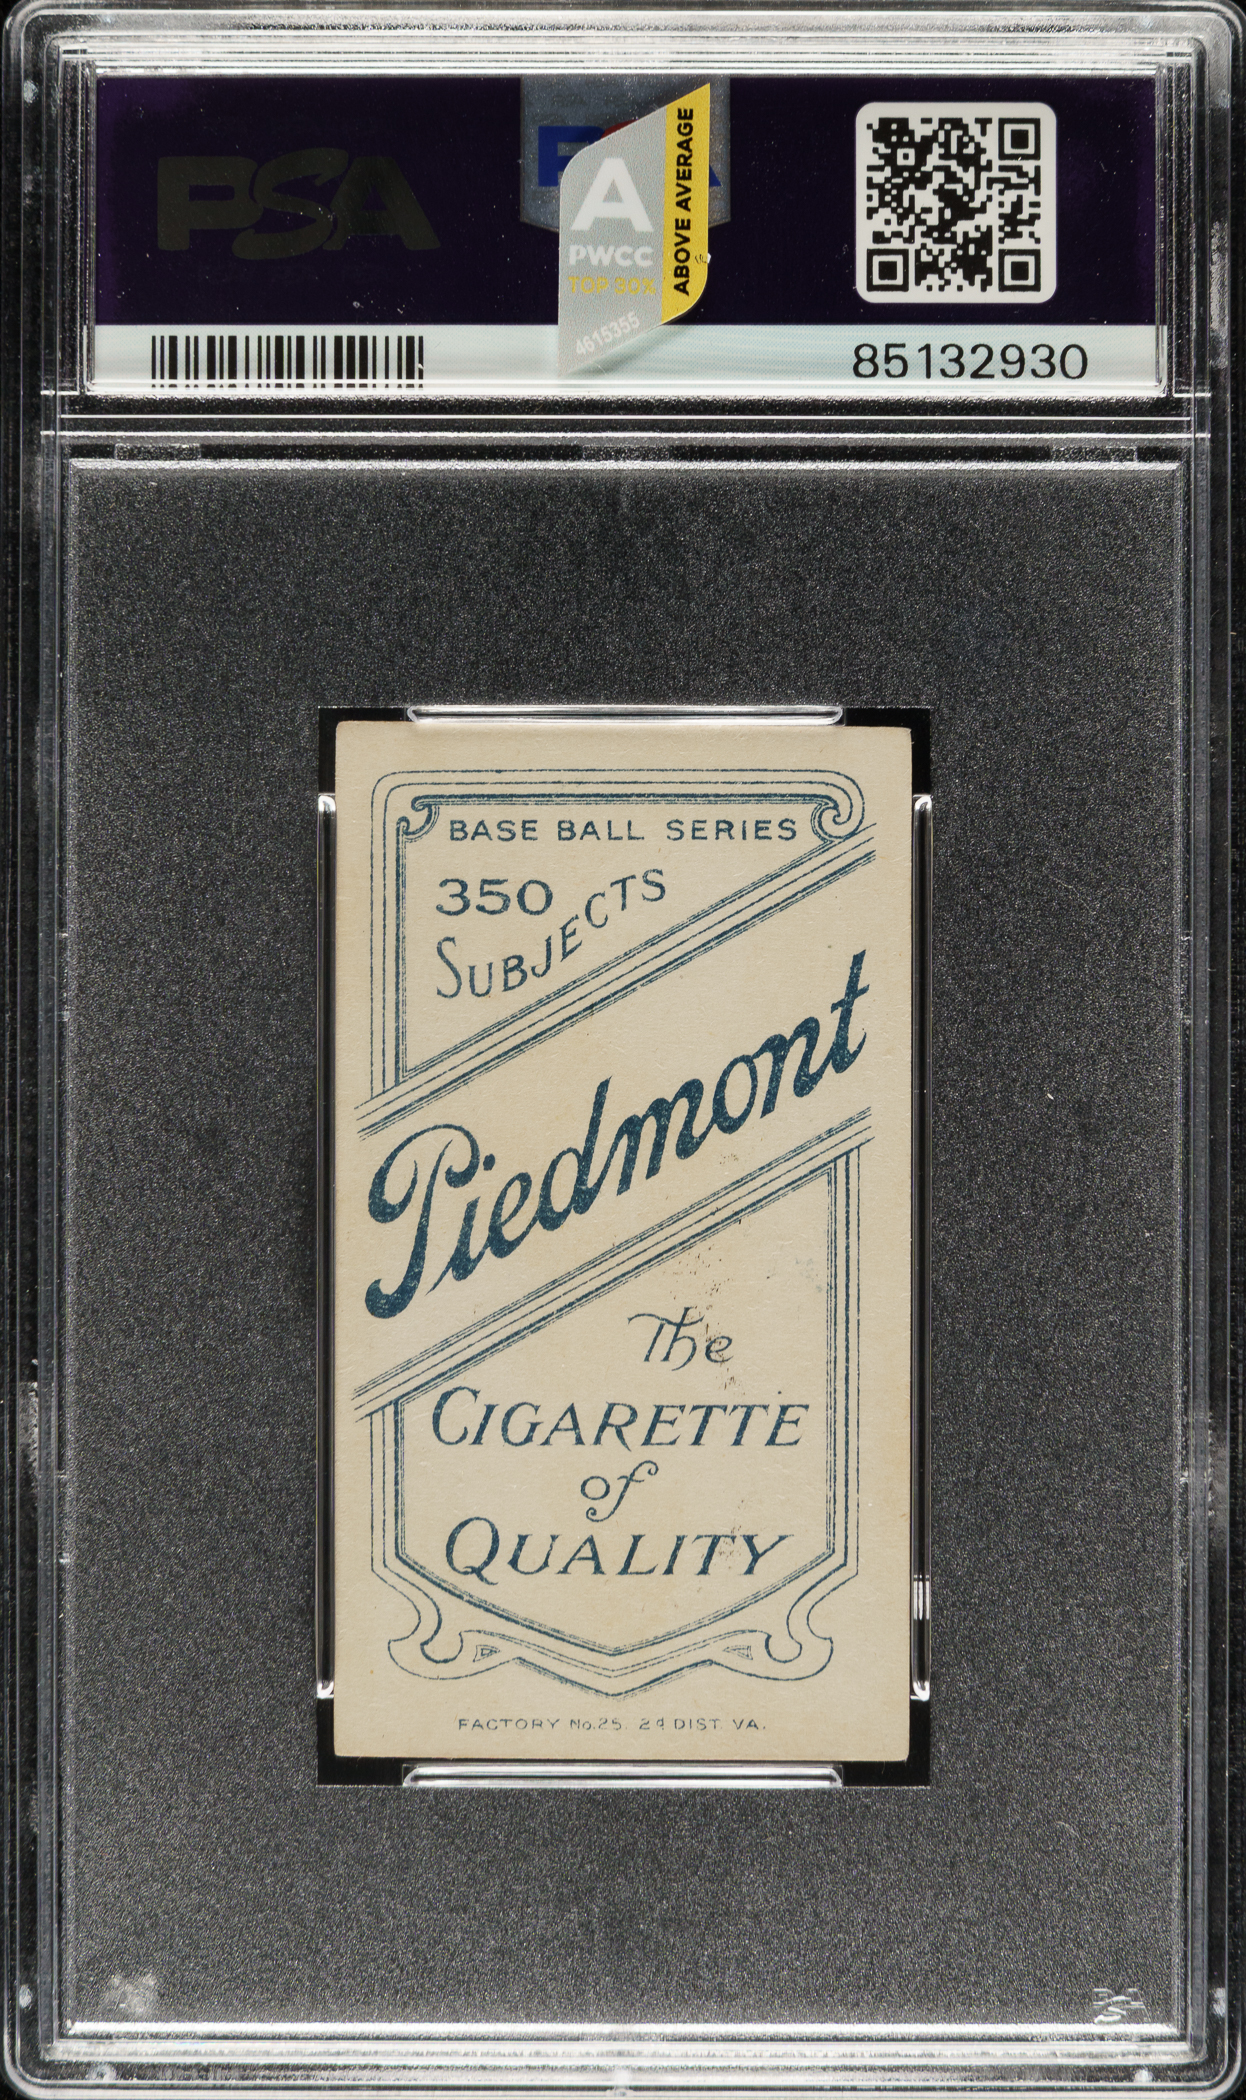 PSA
PSA
A
PWCC
TOP 30%
ABOVE AVERAGE
4615355
85132930
BASE BALL SERIES
350
SUBJECTS
Piedmont
The
CIGARETTE
of
QUALITY
FACTORY No.25. 2d DIST. VA.